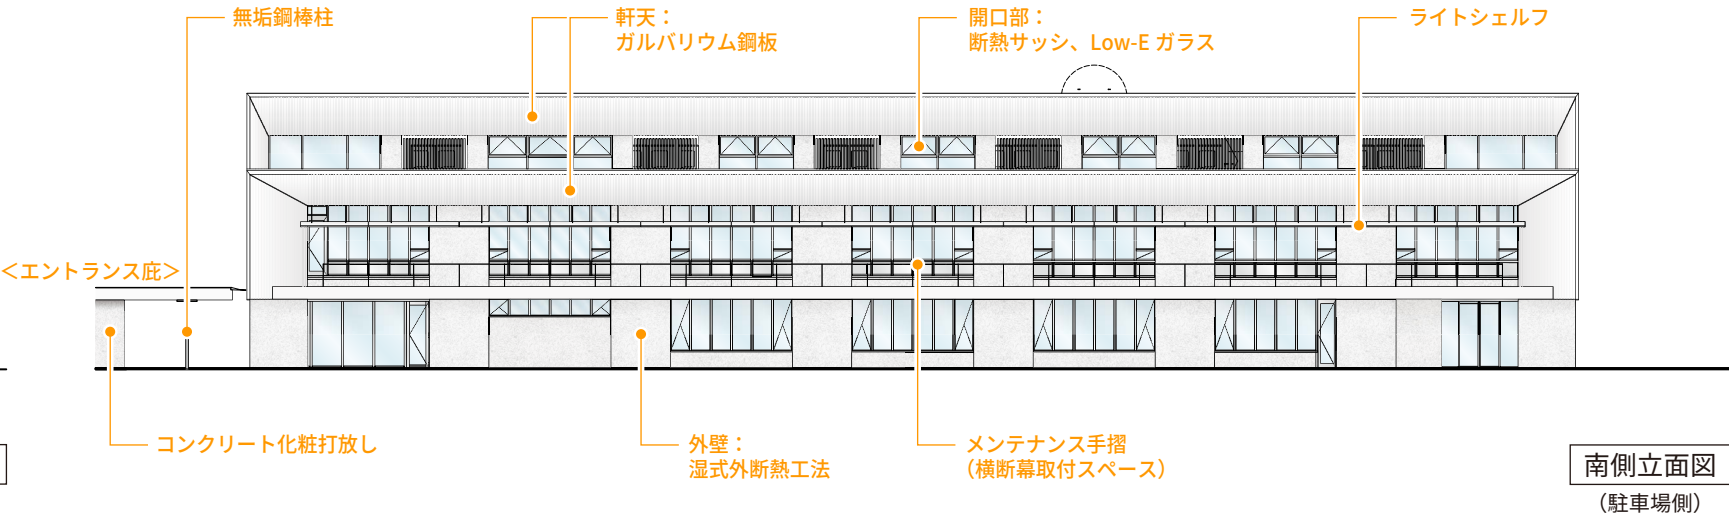 無垢鋼棒柱
軒天：
ガルバリウム鋼板
開口部：
断熱サッシ、Low-E ガラス
ライトシェルフ
＜エントランス庇＞
コンクリート化粧打放し
外壁：
湿式外断熱工法
メンテナンス手摺
（横断幕取付スペース）
南側立面図
（駐車場側）